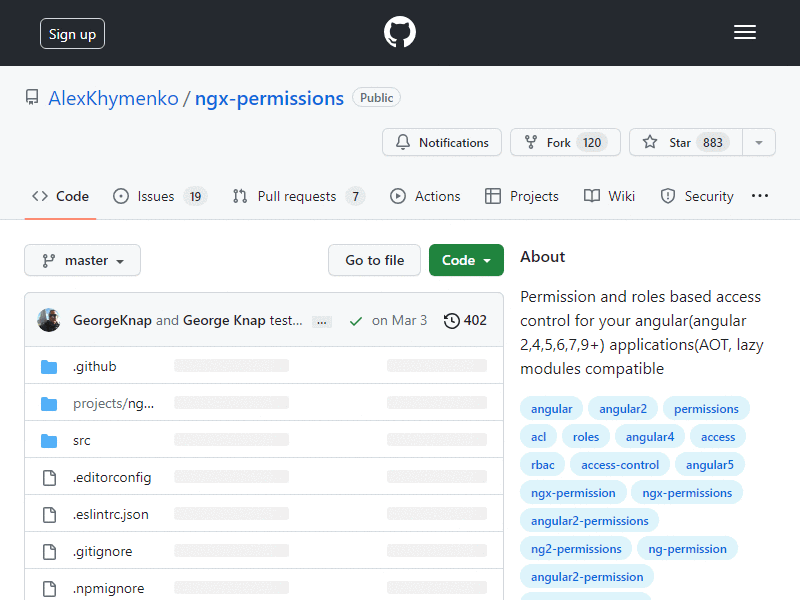 Sign up
AlexKhymenko / ngx-permissions Public
Notifications Fork 120 Star 883
Code Issues 19 Pull requests 7 Actions Projects Wiki Security
master Go to file Code
GeorgeKnap and George Knap test... ... on Mar 3 402
.github
projects/ng...
src
.editorconfig
.eslintrc.json
.gitignore
.npmignore
About
Permission and roles based access
control for your angular(angular
2,4,5,6,7,9+) applications(AOT, lazy
modules compatible
angular angular2 permissions
acl roles angular4 access
rbac access-control angular5
ngx-permission ngx-permissions
angular2-permissions
ng2-permissions ng-permission
angular2-permission